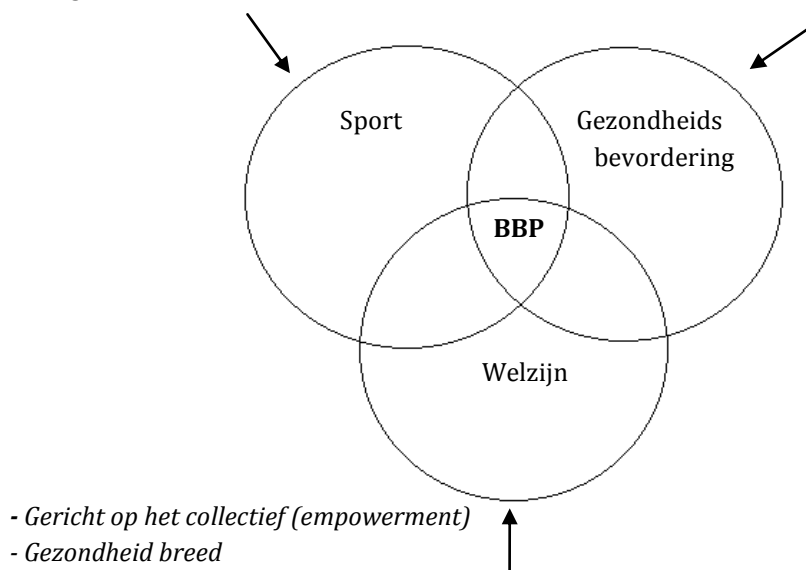 Sport
Gezondheids
bevordering
BBP
Welzijn
- Gericht op het collectief (empowerment)
- Gezondheid breed